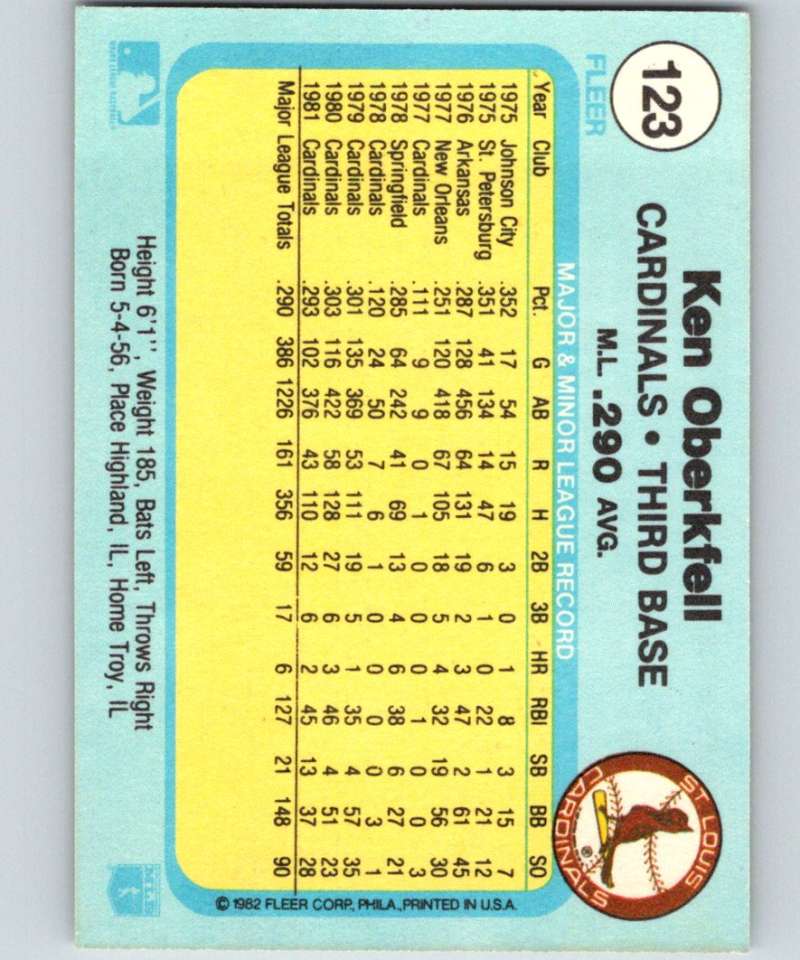 123
FLEER
Ken Oberkfell
CARDINALS • THIRD BASE
M.L. .290 AVG.
ST. LOUIS
CARDINALS
®
MAJOR & MINOR LEAGUE RECORD
Year Club Pct. G AB R H 2B 3B HR RBI SB BB SO
1975 Johnson City .352 17 54 15 19 3 0 1 8 3 15 7
1975 St. Petersburg .351 41 134 14 47 6 1 0 22 1 21 12
1976 Arkansas .287 128 456 64 131 19 2 3 47 2 61 45
1977 New Orleans .251 120 418 67 105 18 5 4 32 19 56 30
1977 Cardinals .111 9 9 0 1 0 0 0 1 0 0 3
1978 Springfield .285 64 242 41 69 13 4 6 38 6 27 21
1978 Cardinals .120 24 50 7 6 1 0 0 0 0 3 1
1979 Cardinals .301 135 369 53 111 19 5 1 35 4 57 35
1980 Cardinals .303 116 422 58 128 27 6 3 46 4 51 23
1981 Cardinals .293 102 376 43 110 12 6 2 45 13 37 28
Major League Totals .290 386 1226 161 356 59 17 6 127 21 148 90
© 1982 FLEER CORP., PHILA., PRINTED IN U.S.A.
Height 6'1", Weight 185, Bats Left, Throws Right
Born 5-4-56, Place Highland, IL, Home Troy, IL